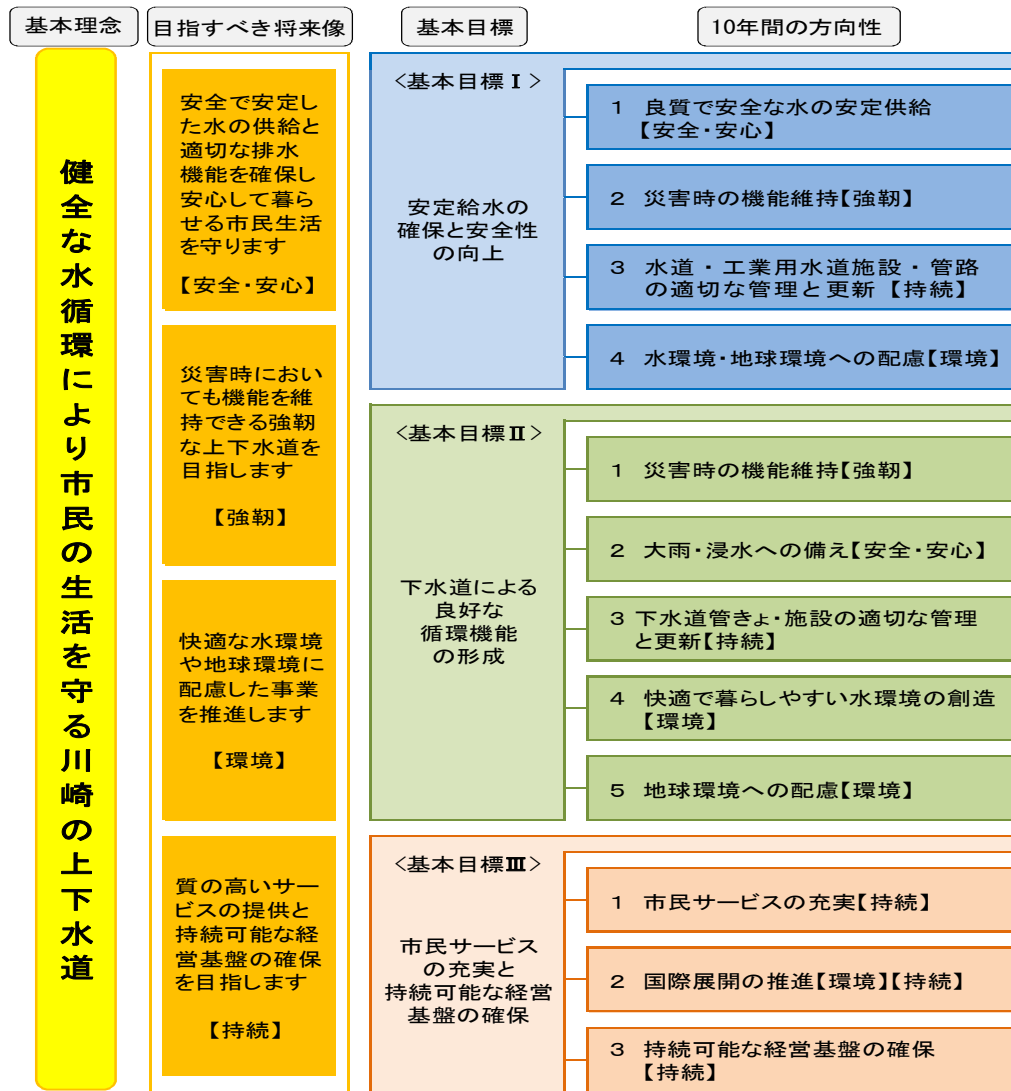 基本理念
目指すべき将来像
基本目標
10年間の方向性
健全な水循環により市民の生活を守る川崎の上下水道
安全で安定し
た水の供給と
適切な排水
機能を確保し
安心して暮ら
せる市民生活
を守ります
【安全・安心】
災害時におい
ても機能を維
持できる強靭
な上下水道を
目指します
【強靭】
快適な水環境
や地球環境に
配慮した事業
を推進します
【環境】
質の高いサー
ビスの提供と
持続可能な経
営基盤の確保
を目指します
【持続】
<基本目標Ⅰ>
安定給水の
確保と安全性
の向上
1 良質で安全な水の安定供給
【安全・安心】
2 災害時の機能維持【強靭】
3 水道・工業用水道施設・管路
の適切な管理と更新【持続】
4 水環境・地球環境への配慮【環境】
<基本目標Ⅱ>
下水道による
良好な
循環機能
の形成
1 災害時の機能維持【強靭】
2 大雨・浸水への備え【安全・安心】
3 下水道管きょ・施設の適切な管理
と更新【持続】
4 快適で暮らしやすい水環境の創造
【環境】
5 地球環境への配慮【環境】
<基本目標Ⅲ>
市民サービス
の充実と
持続可能な経営
基盤の確保
1 市民サービスの充実【持続】
2 国際展開の推進【環境】【持続】
3 持続可能な経営基盤の確保
【持続】